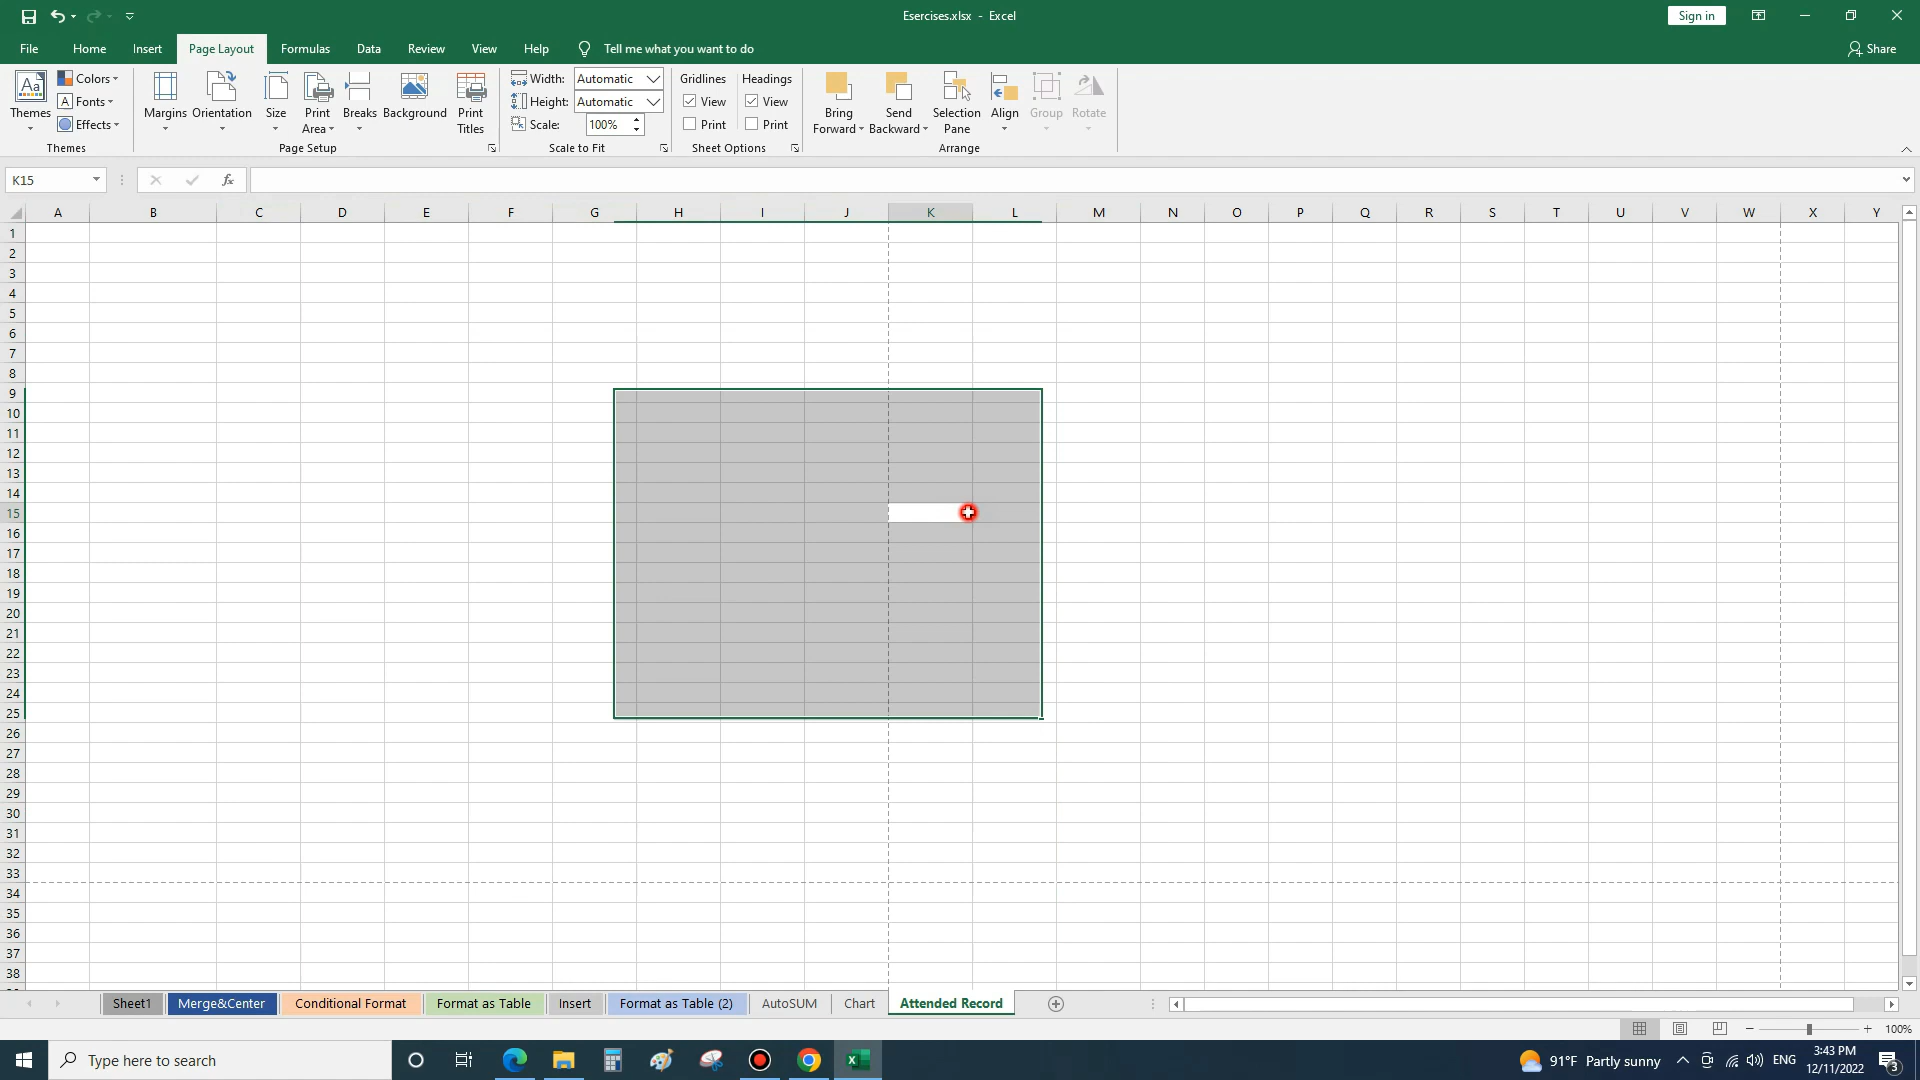 Esercises.xlsx - Excel
Sign in
File Home Insert Page Layout Formulas Data Review View Help Tell me what you want to do Share
Themes
Colors
Fonts
Effects
Themes
Margins Orientation Size Print Area Breaks Background Print Titles
Page Setup
Width: Automatic
Height: Automatic
Scale: 100%
Scale to Fit
Gridlines Headings
View View
Print Print
Sheet Options
Bring Forward Send Backward Selection Pane Align Group Rotate
Arrange
K15 fx
A B C D E F G H I J K L M N O P Q R S T U V W X Y
1
2
3
4
5
6
7
8
9
10
11
12
13
14
15
16
17
18
19
20
21
22
23
24
25
26
27
28
29
30
31
32
33
34
35
36
37
38
Sheet1 Merge&Center Conditional Format Format as Table Insert Format as Table (2) AutoSUM Chart Attended Record
100%
Type here to search
91°F Partly sunny ENG
3:43 PM
12/11/2022
3